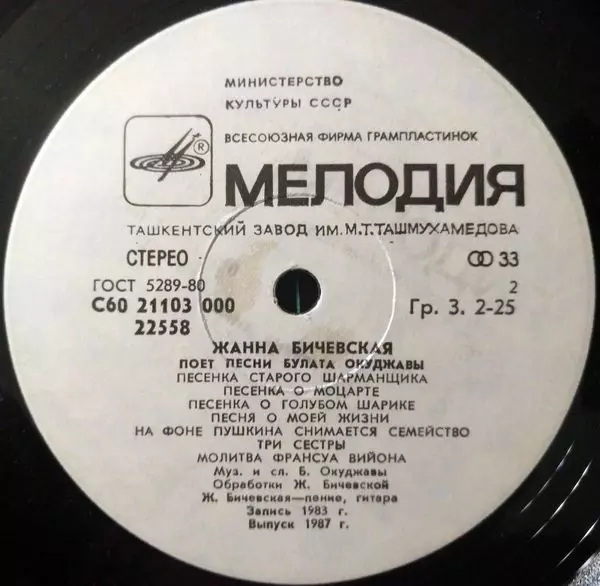 МИНИСТЕРСТВО
КУЛЬТУРЫ СССР
ВСЕСОЮЗНАЯ ФИРМА ГРАМПЛАСТИНОК
®
МЕЛОДИЯ
ТАШКЕНТСКИЙ ЗАВОД ИМ. М.Т.ТАШМУХАМЕДОВА
СТЕРЕО 33
ГОСТ 5289-80 2
С60 21103 000 Гр. 3. 2-25
22558
ЖАННА БИЧЕВСКАЯ
ПОЕТ ПЕСНИ БУЛАТА ОКУДЖАВЫ
ПЕСЕНКА СТАРОГО ШАРМАНЩИКА
ПЕСЕНКА О МОЦАРТЕ
ПЕСЕНКА О ГОЛУБОМ ШАРИКЕ
ПЕСНЯ О МОЕЙ ЖИЗНИ
НА ФОНЕ ПУШКИНА СНИМАЕТСЯ СЕМЕЙСТВО
ТРИ СЕСТРЫ
МОЛИТВА ФРАНСУА ВИЙОНА
Муз. и сл. Б. Окуджавы
Обработки Ж. Бичевской
Ж. Бичевская—пение, гитара
Запись 1983 г.
Выпуск 1987 г.